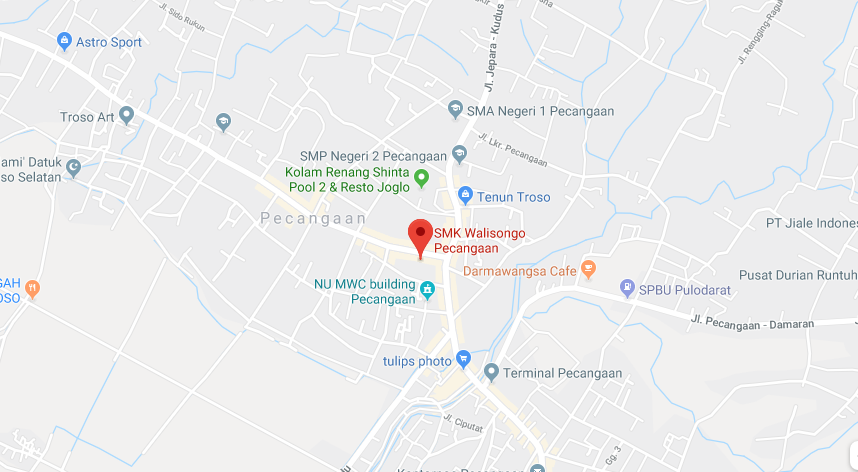 Jl. Sido Rukun
Astro Sport
Jl. Jepara - Kudus
Jl. Rengging-Ragu
Troso Art
SMA Negeri 1 Pecangaan
Jl. Lkr. Pecangaan
SMP Negeri 2 Pecangaan
ami' Datuk
so Selatan
Kolam Renang Shinta
Pool 2 & Resto Joglo
Tenun Troso
Pecangaan
PT Jiale Indones
SMK Walisongo
Pecangaan
Darmawangsa Cafe
Pusat Durian Runtuh
NU MWC building
Pecangaan
GAH
OSO
SPBU Pulodarat
Jl. Pecangaan - Damaran
tulips photo
Terminal Pecangaan
Jl. Ciputat
Gg. 3